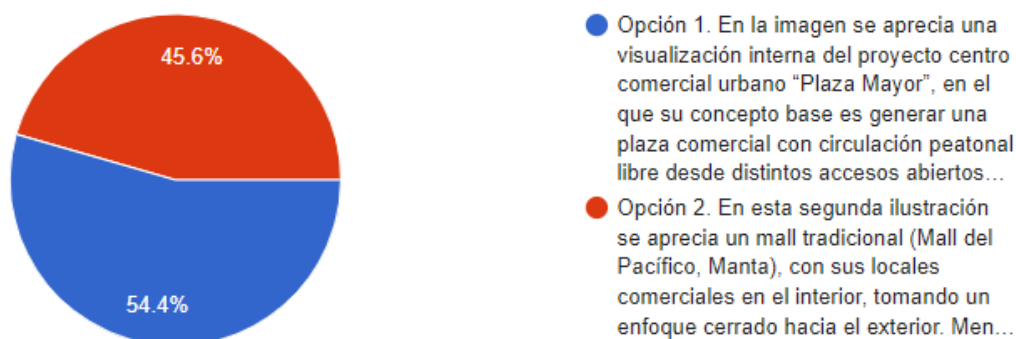 45.6%
54.4%
Opción 1. En la imagen se aprecia una
visualización interna del proyecto centro
comercial urbano “Plaza Mayor”, en el
que su concepto base es generar una
plaza comercial con circulación peatonal
libre desde distintos accesos abiertos…
Opción 2. En esta segunda ilustración
se aprecia un mall tradicional (Mall del
Pacífico, Manta), con sus locales
comerciales en el interior, tomando un
enfoque cerrado hacia el exterior. Men…